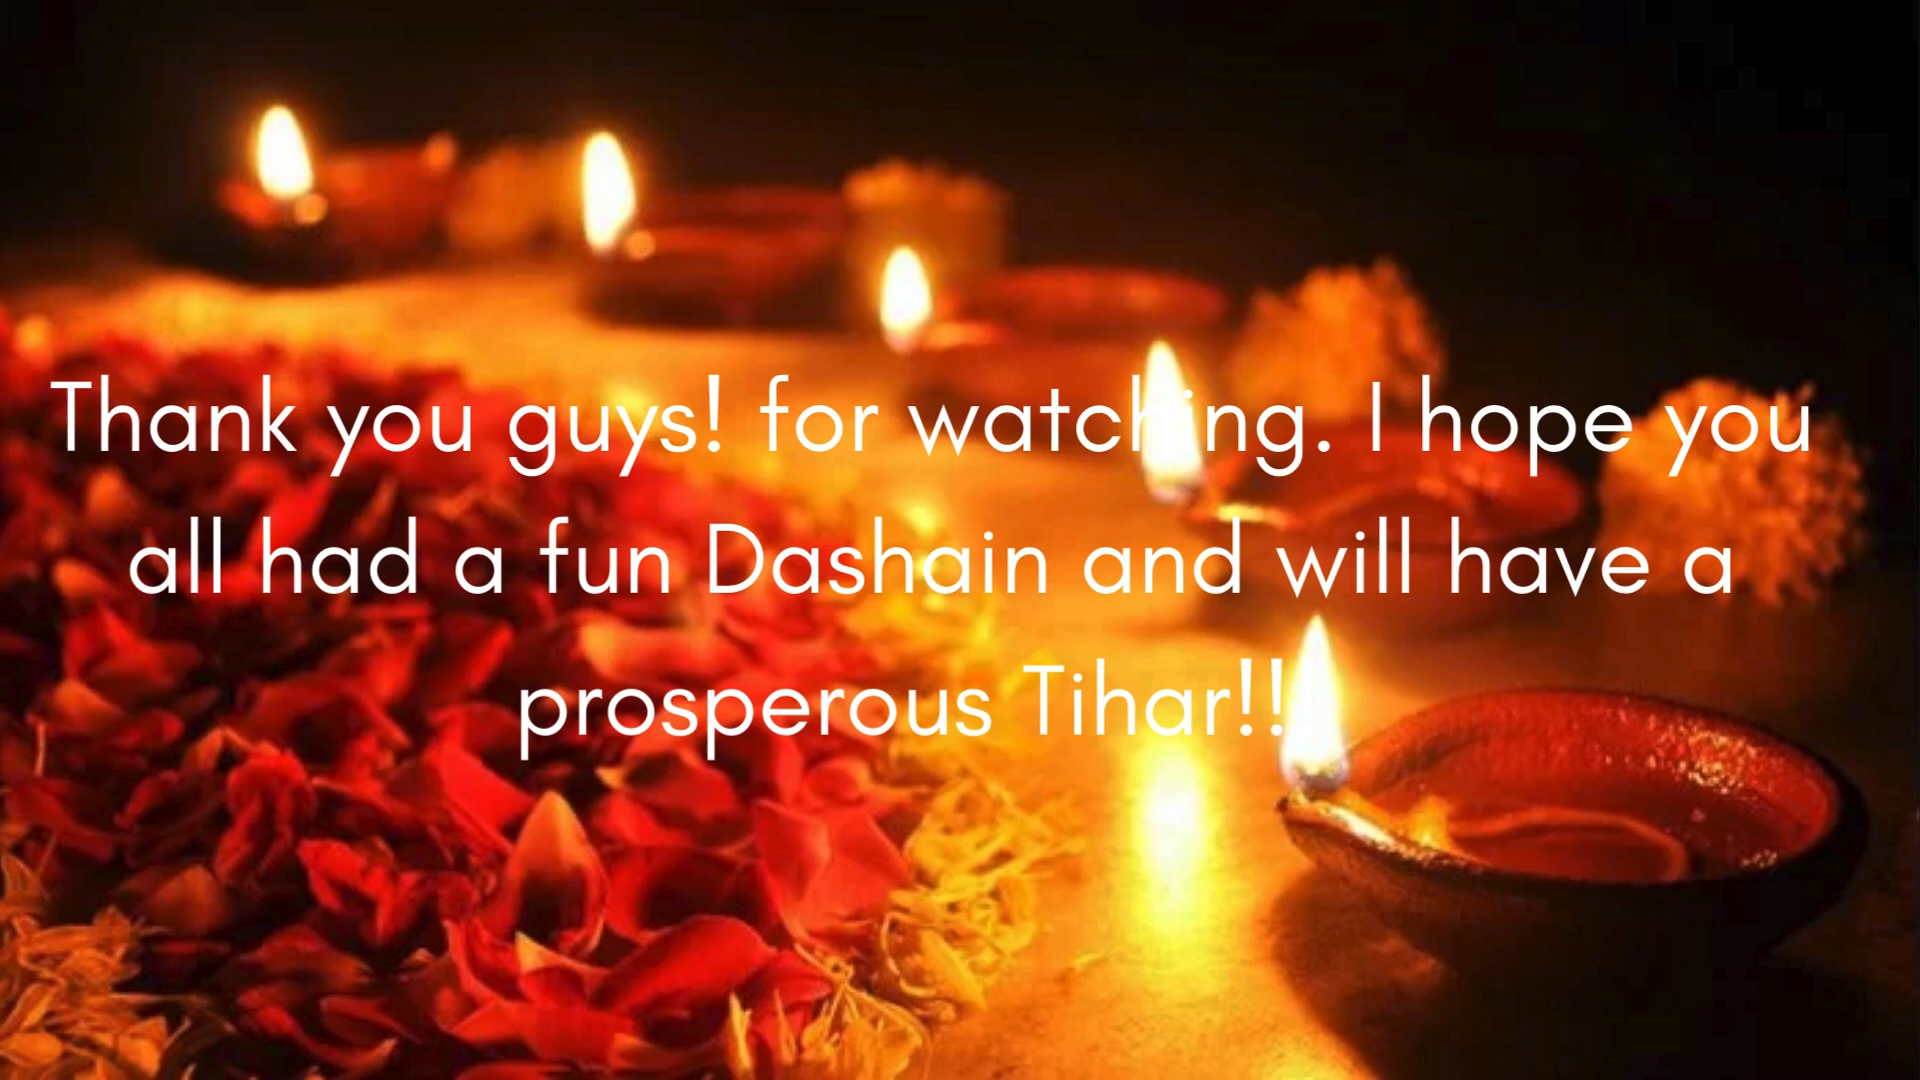 Thank you guys! for watching. I hope you
all had a fun Dashain and will have a
prosperous Tihar!!